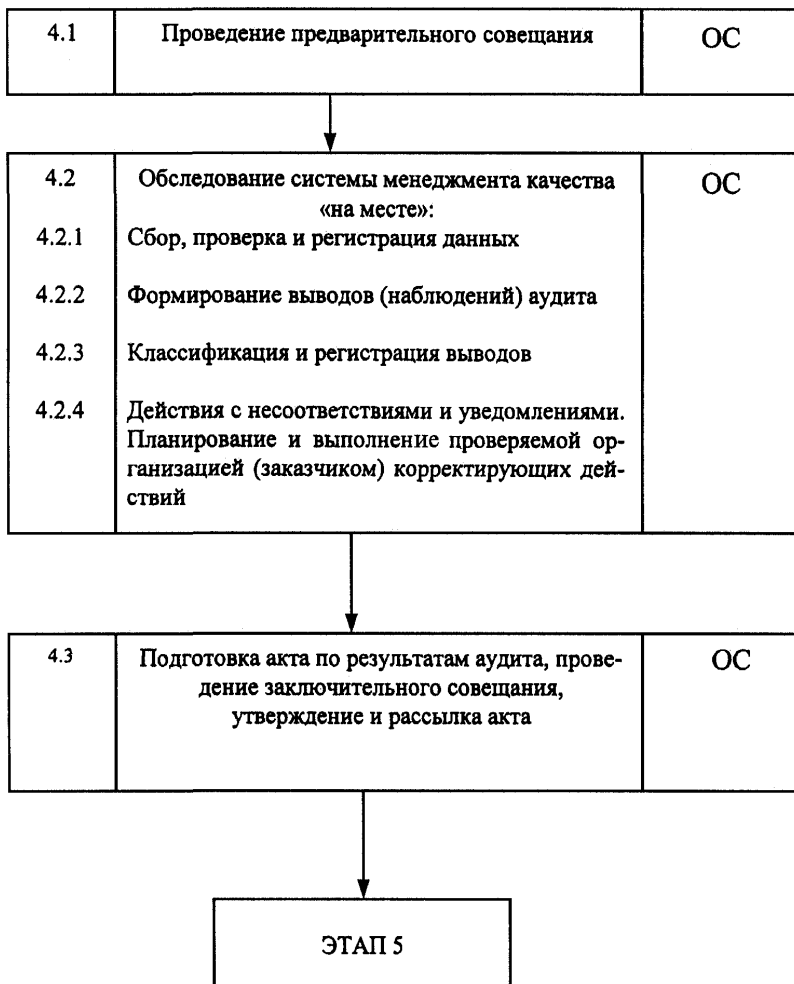 4.1 Проведение предварительного совещания ОС
4.2 Обследование системы менеджмента качества ОС
«на месте»:
4.2.1 Сбор, проверка и регистрация данных
4.2.2 Формирование выводов (наблюдений) аудита
4.2.3 Классификация и регистрация выводов
4.2.4 Действия с несоответствиями и уведомлениями.
Планирование и выполнение проверяемой ор-
ганизацией (заказчиком) корректирующих дей-
ствий
4.3 Подготовка акта по результатам аудита, прове- ОС
дение заключительного совещания,
утверждение и рассылка акта
ЭТАП 5